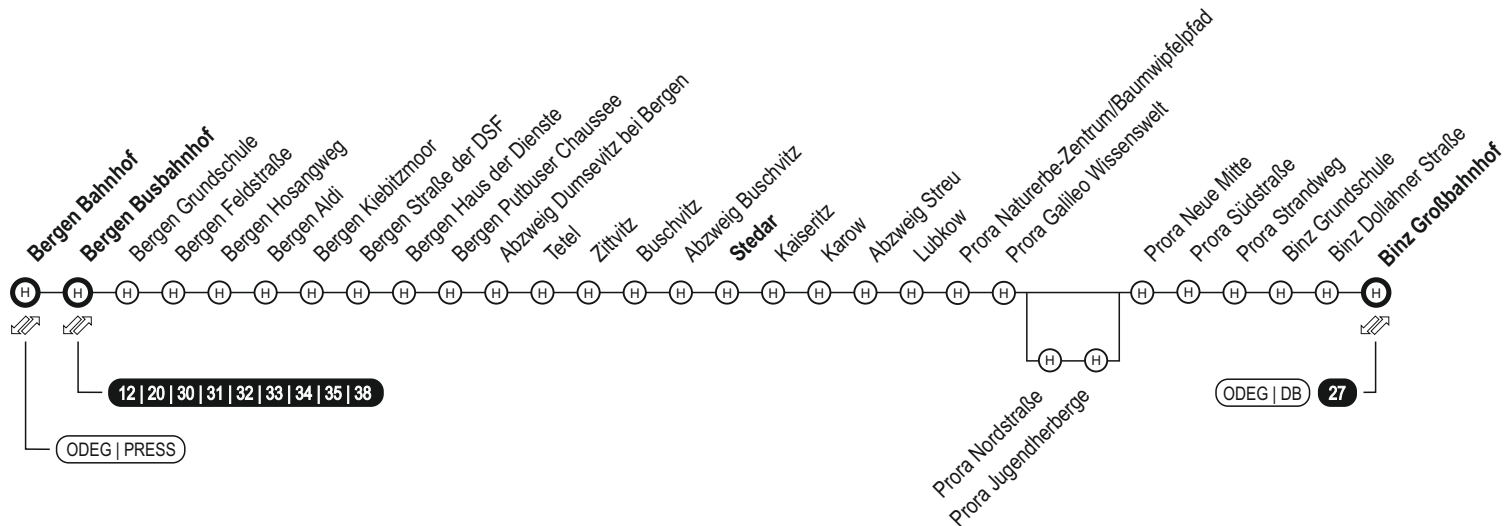 Bergen Bahnhof
Bergen Busbahnhof
Bergen Grundschule
Bergen Feldstraße
Bergen Hosangweg
Bergen Aldi
Bergen Kiebitzmoor
Bergen Straße der DSF
Bergen Haus der Dienste
Bergen Putbuser Chaussee
Abzweig Dumsevitz bei Bergen
Tetel
Zittvitz
Buschvitz
Abzweig Buschvitz
Stedar
Kaiseritz
Karow
Abzweig Streu
Lubkow
Prora Naturerbe-Zentrum/Baumwipfelpfad
Prora Galileo Wissenswelt
Prora Neue Mitte
Prora Südstraße
Prora Strandweg
Binz Grundschule
Binz Dollahner Straße
Binz Großbahnhof
H H H H H H H H H H H H H H H H H H H H H H H H H H H H
H H
Prora Nordstraße
Prora Jugendherberge
12 | 20 | 30 | 31 | 32 | 33 | 34 | 35 | 38
ODEG | DB 27
ODEG | PRESS